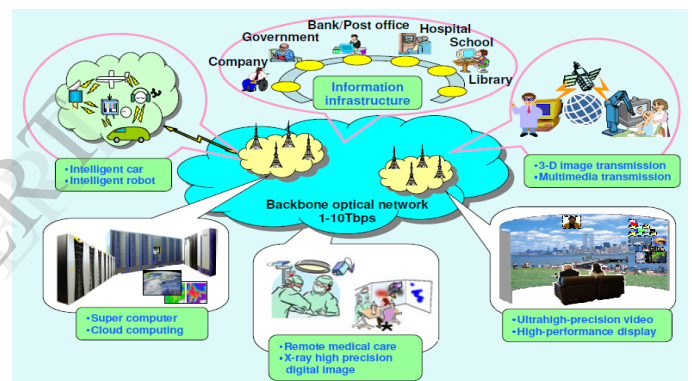 Bank/Post office
Government
Hospital
School
Company
Library
Information
infrastructure
•Intelligent car
•Intelligent robot
•3-D image transmission
•Multimedia transmission
Backbone optical network
1-10Tbps
•Super computer
•Cloud computing
•Remote medical care
•X-ray high precision
digital image
•Ultrahigh-precision video
•High-performance display
ERT